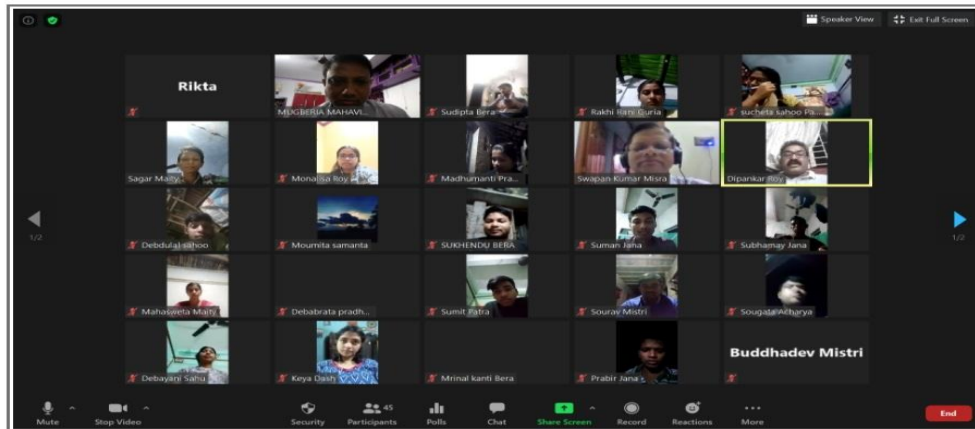 Speaker View Exit Full Screen
Rikta
MUGBERIA MAHAVI...
Sudipta Bera
Rakhi Rani Guria
sucheta sahoo Pa...
Sagar Maity
Monalisa Roy
Madhumanti Pra...
Swapan Kumar Misra
Dipankar Roy
Debdulal sahoo
Moumita samanta
SUKHENDU BERA
Suman Jana
Subhamay Jana
1/2
1/2
Mahasweta Maity
Debabrata pradh...
Sumit Patra
Sourav Mistri
Sougata Acharya
Buddhadev Mistri
Debayani Sahu
Keya Dash
Mrinal kanti Bera
Prabir Jana
Mute Stop Video Security Participants 45 Polls Chat Share Screen Record Reactions More End